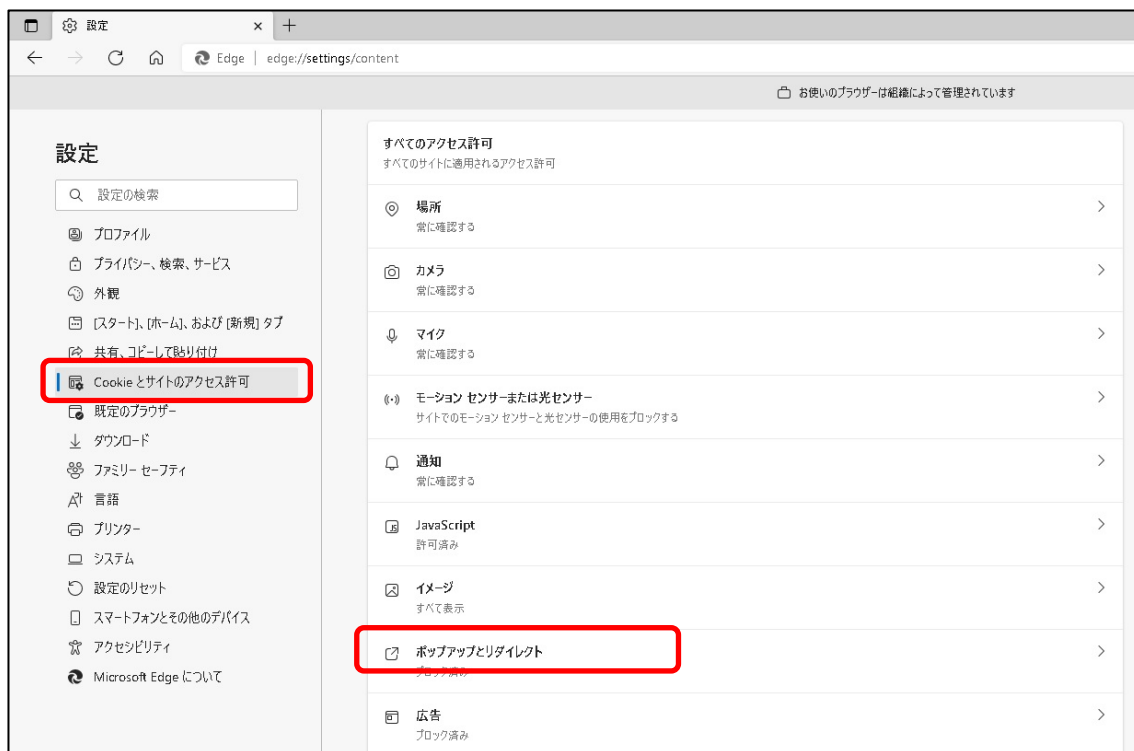 設定
Edge | edge://settings/content
お使いのブラウザーは組織によって管理されています
設定
設定の検索
プロファイル
プライバシー、検索、サービス
外観
[スタート]、[ホーム]、および [新規] タブ
共有、コピーして貼り付け
Cookie とサイトのアクセス許可
既定のブラウザー
ダウンロード
ファミリー セーフティ
言語
プリンター
システム
設定のリセット
スマートフォンとその他のデバイス
アクセシビリティ
Microsoft Edge について
すべてのアクセス許可
すべてのサイトに適用されるアクセス許可
場所
常に確認する
カメラ
常に確認する
マイク
常に確認する
モーション センサーまたは光センサー
サイトでのモーション センサーと光センサーの使用をブロックする
通知
常に確認する
JavaScript
許可済み
イメージ
すべて表示
ポップアップとリダイレクト
ブロック済み
広告
ブロック済み